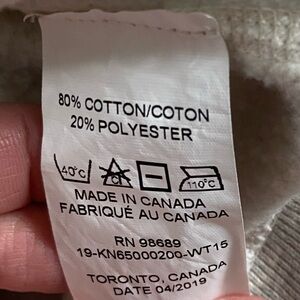 80% COTTON/COTON
20% POLYESTER
40°C CL 110°C
MADE IN CANADA
FABRIQUÉ AU CANADA
RN 98689
19-KN65000200-WT15
TORONTO, CANADA
DATE 04/2019